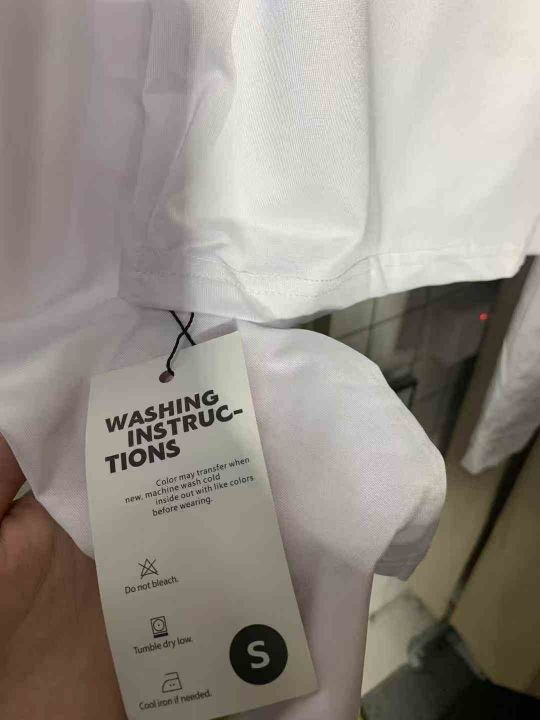 WASHING
INSTRUC-
TIONS
Color may transfer when
new, machine wash cold
inside out with like colors
before wearing.
Do not bleach.
Tumble dry low.
S
Cool iron if needed.